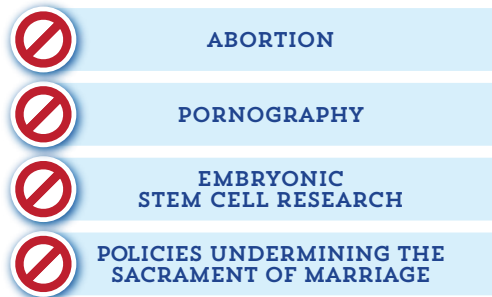 ABORTION
PORNOGRAPHY
EMBRYONIC
STEM CELL RESEARCH
POLICIES UNDERMINING THE
SACRAMENT OF MARRIAGE